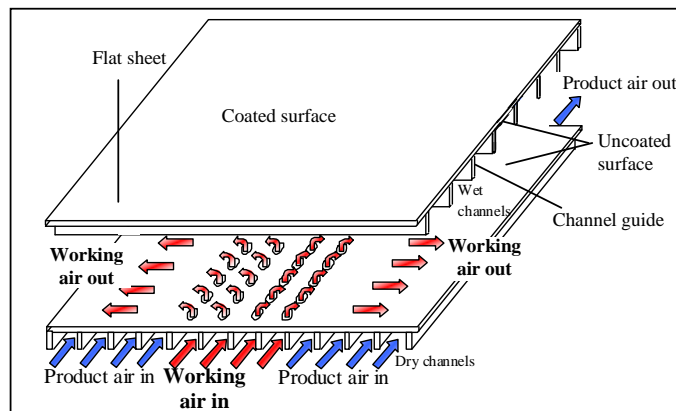 Flat sheet
Product air out
Coated surface
Uncoated
surface
Wet
channels
Channel guide
Working
air out
Working
air out
Dry channels
Product air in
Working
air in
Product air in